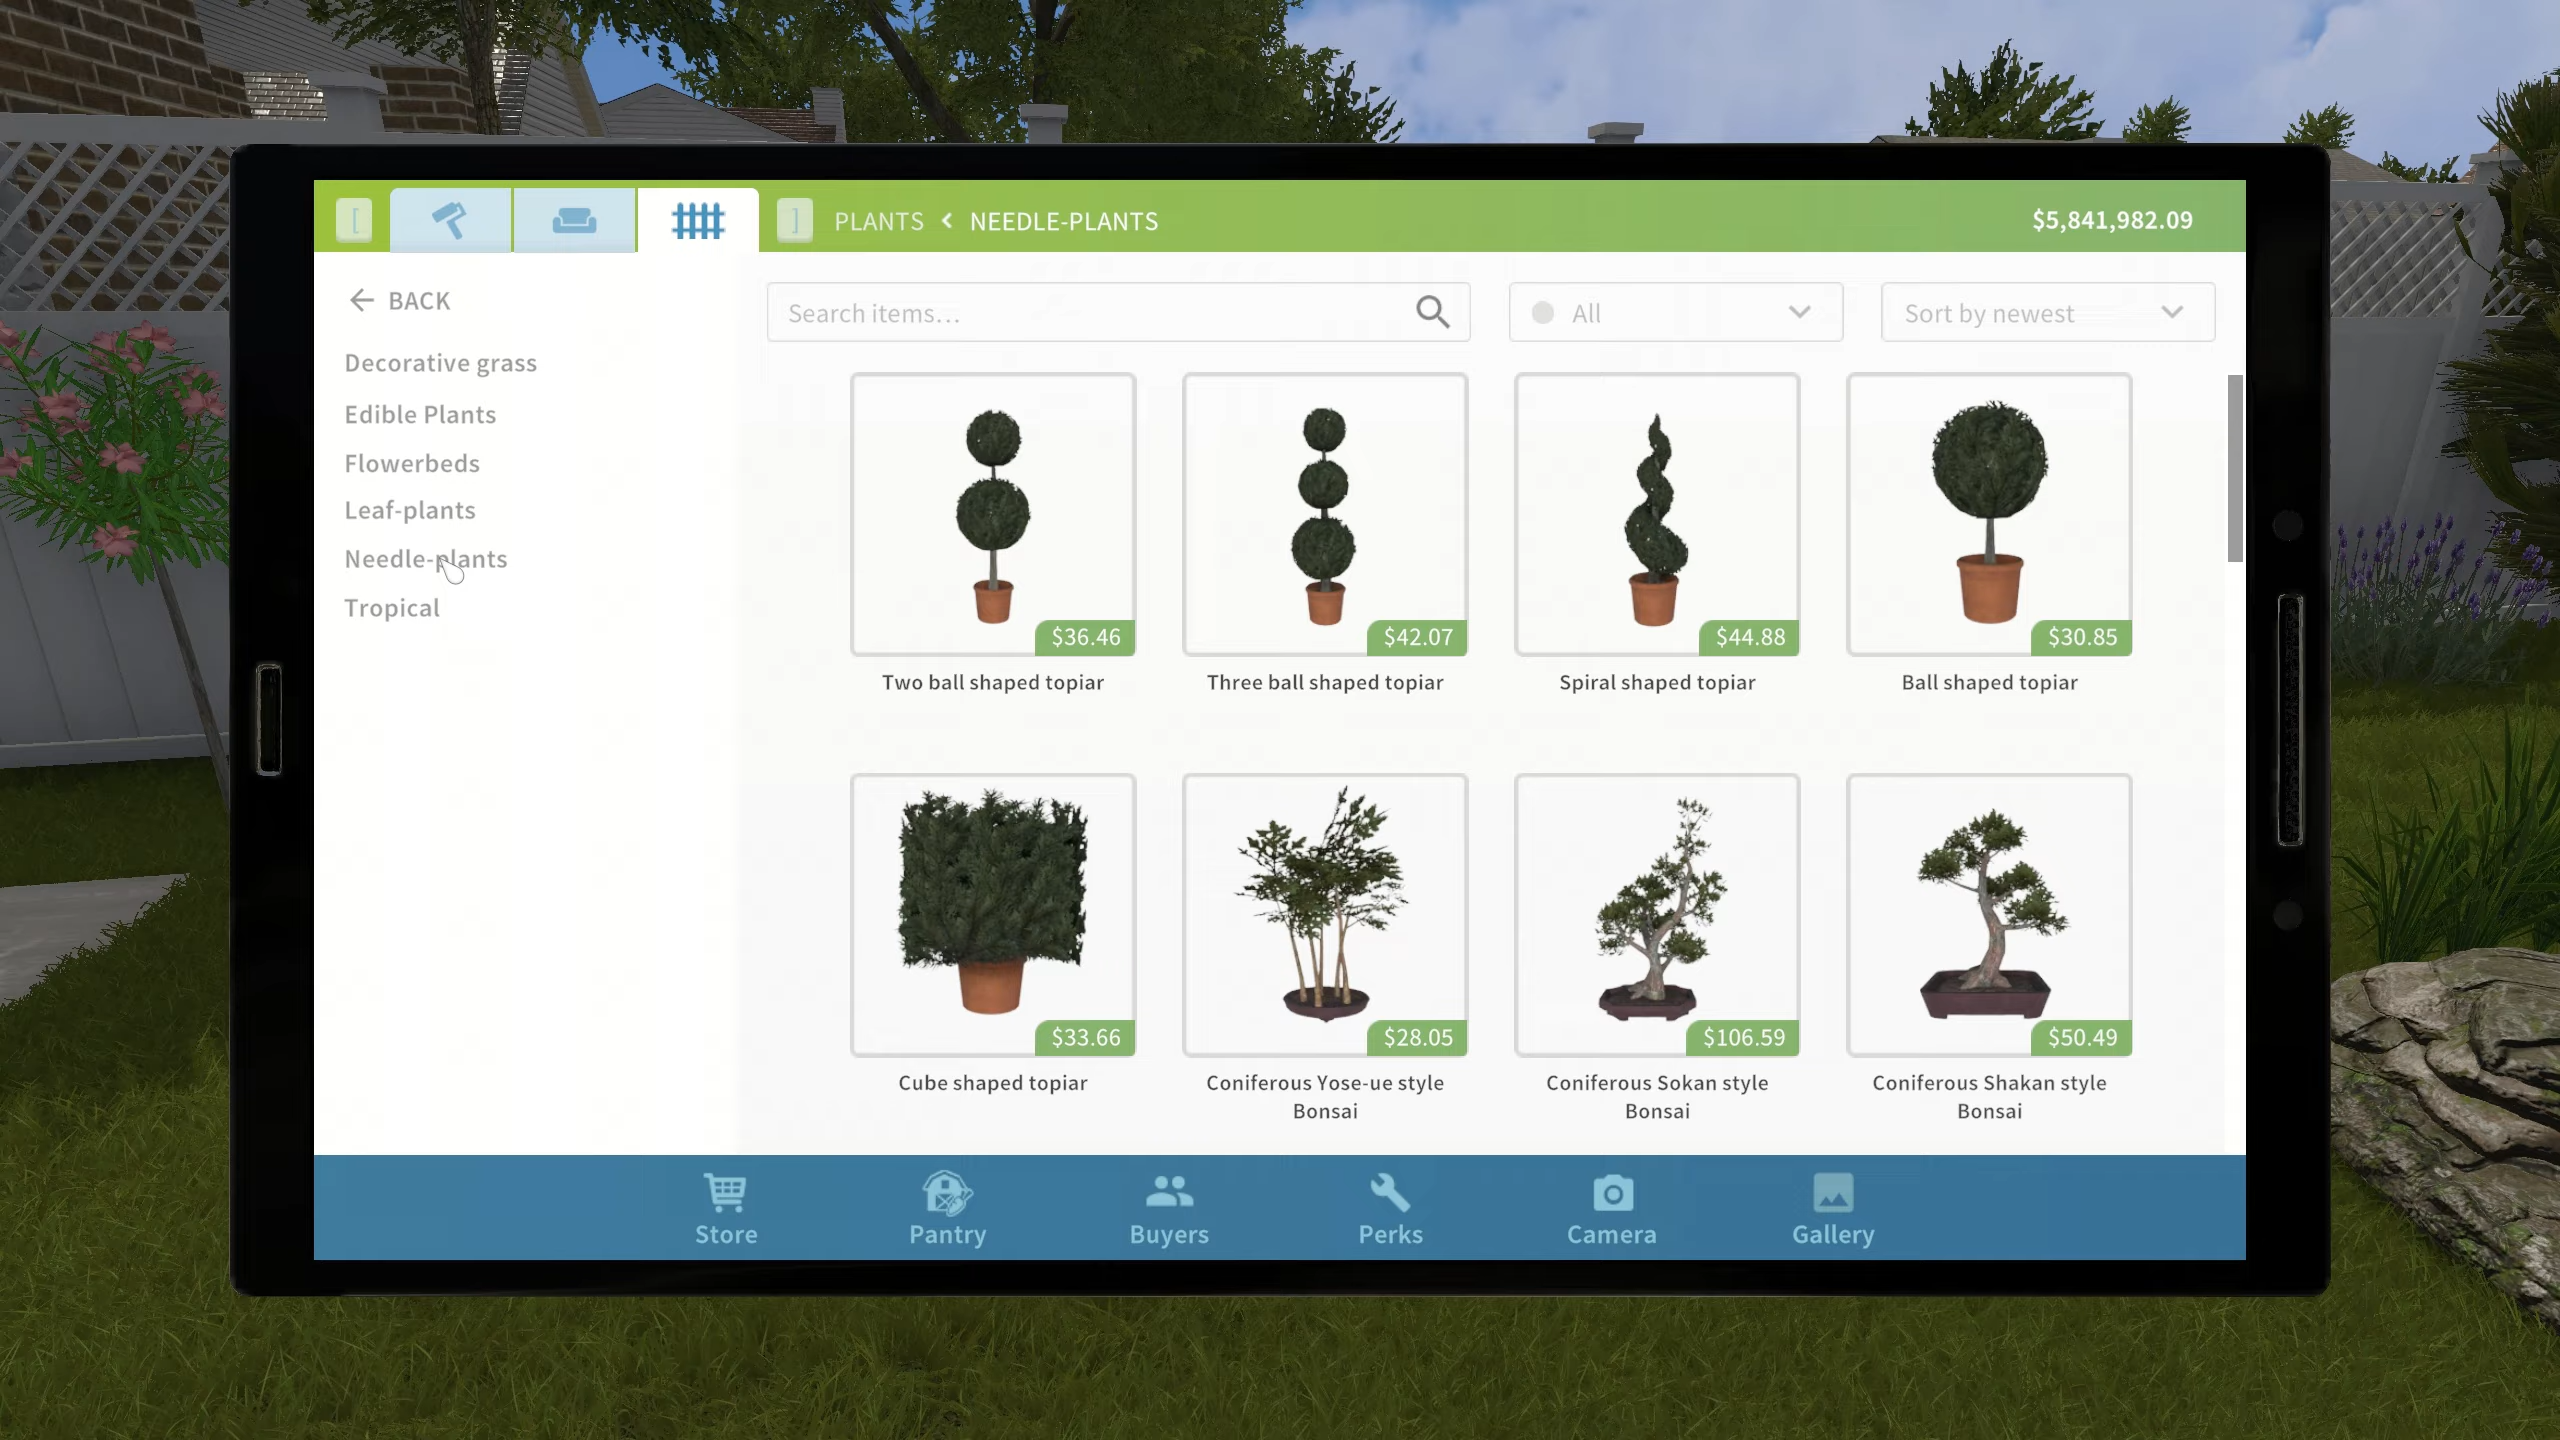 [
]
PLANTS < NEEDLE-PLANTS
$5,841,982.09
BACK
Decorative grass
Edible Plants
Flowerbeds
Leaf-plants
Needle-plants
Tropical
Search items...
All
Sort by newest
$36.46
$42.07
$44.88
$30.85
Two ball shaped topiar
Three ball shaped topiar
Spiral shaped topiar
Ball shaped topiar
$33.66
$28.05
$106.59
$50.49
Cube shaped topiar
Coniferous Yose-ue style
Bonsai
Coniferous Sokan style
Bonsai
Coniferous Shakan style
Bonsai
Store
Pantry
Buyers
Perks
Camera
Gallery